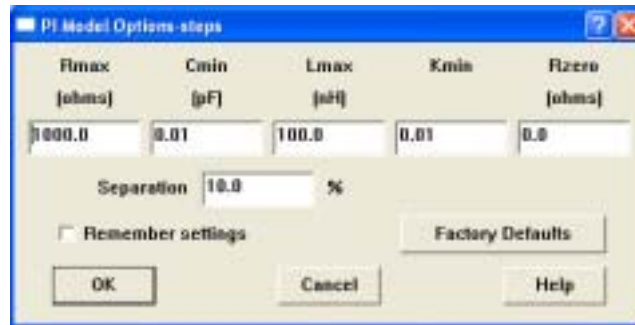 PI Model Options-steps
Rmax Cmin Lmax Kmin Rzero
(ohms) (pF) (nH) (ohms)
1000.0 0.01 100.0 0.01 0.0
Separation 10.0 %
Remember settings Factory Defaults
OK Cancel Help